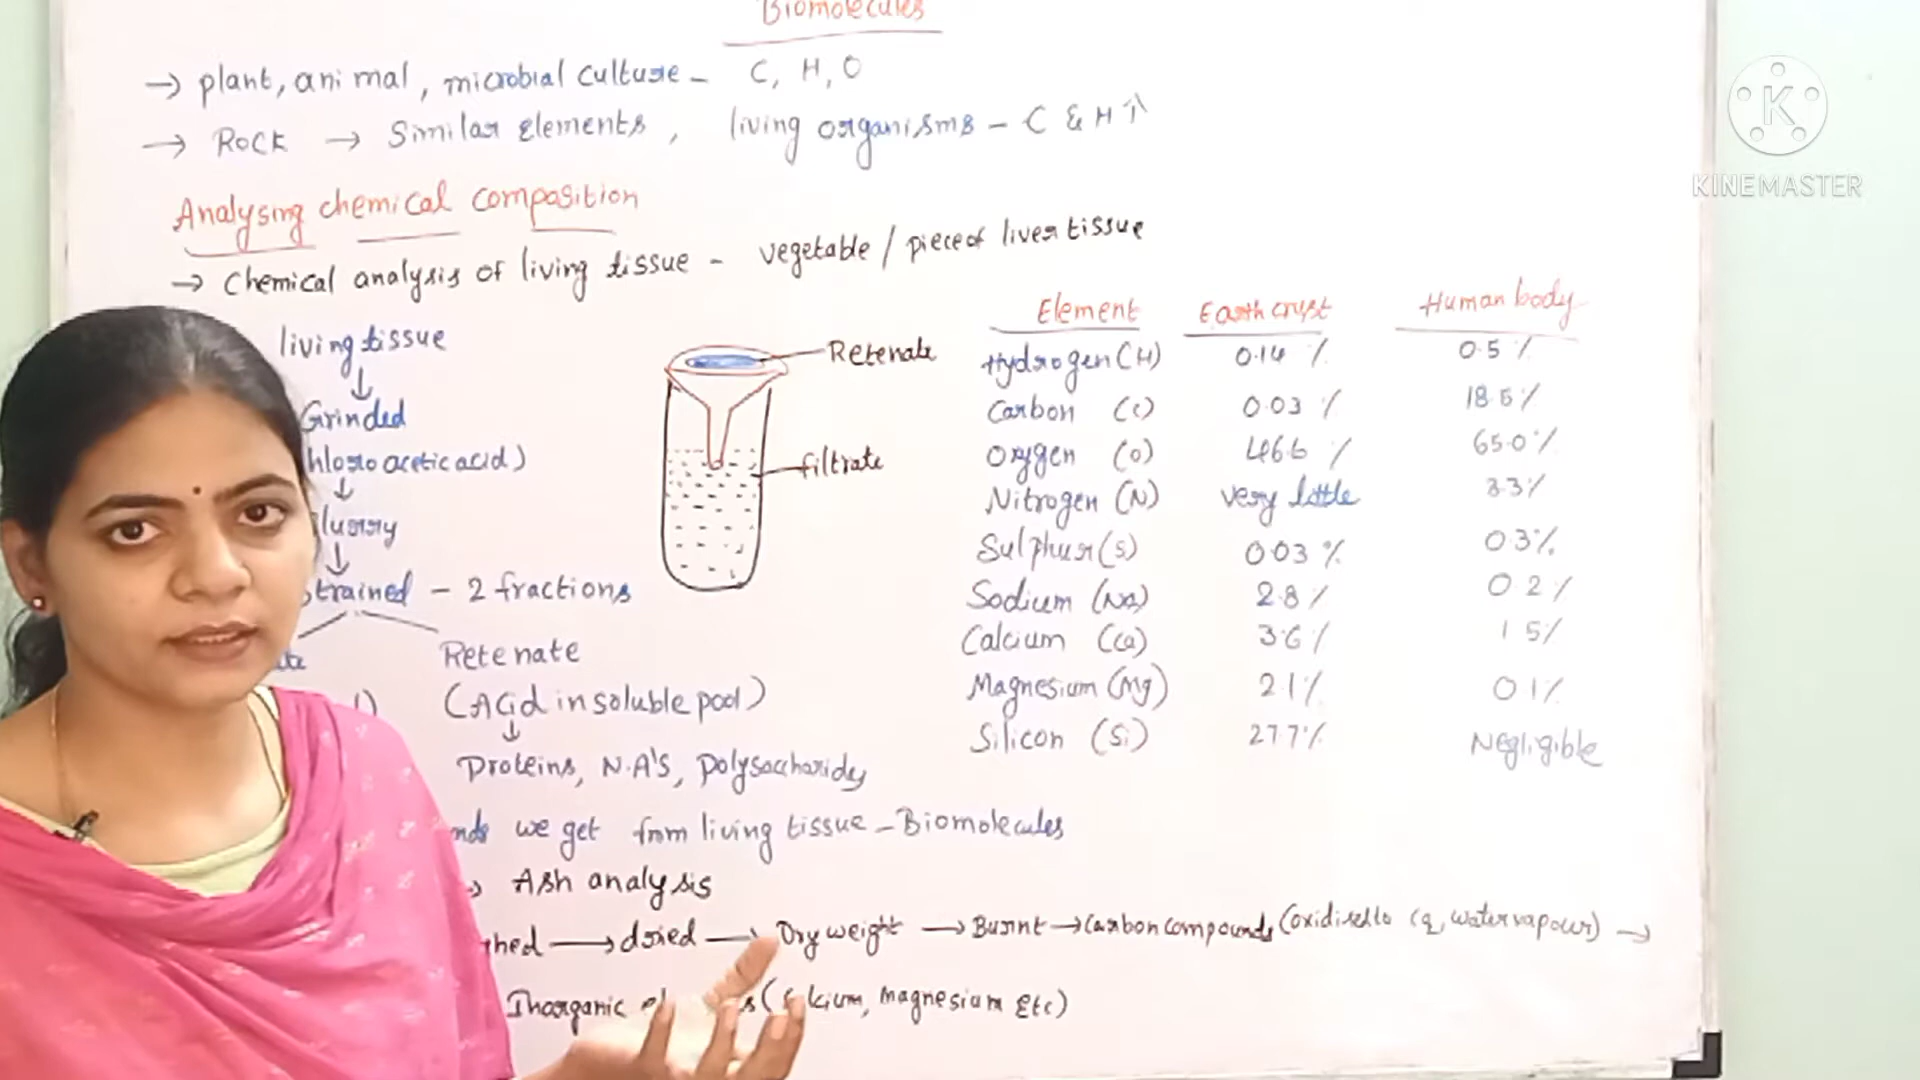 Biomolecules
→ plant, animal, microbial culture - C, H, O
→ Rock → Similar Elements, living organisms - C & H ↑
Analysing chemical composition
→ Chemical analysis of living tissue - vegetable / piece of liver tissue
living tissue
↓
Grinded
hloro acetic acid)
↓
lurry
↓
trained - 2 fractions
Retenate
(Acid insoluble pool)
↓
Proteins, N.A's, polysaccharides
Retenate
filtrate
Element Earth crust Human body
Hydrogen (H) 0.14 % 0.5 %
Carbon (C) 0.03 % 18.5 %
Oxygen (O) 46.6 % 65.0 %
Nitrogen (N) very little 3.3 %
Sulphur (S) 0.03 % 0.3 %
Sodium (Na) 2.8 % 0.2 %
Calcium (Ca) 3.6 % 1.5 %
Magnesium (Mg) 2.1 % 0.1 %
Silicon (Si) 27.7 % Negligible
nds we get from living tissue - Biomolecules
→ Ash analysis
ghed → dried → Dry weight → Burnt → Carbon compounds (oxidised to water vapour) →
Inorganic Magnesium Etc)
K
KINEMASTER